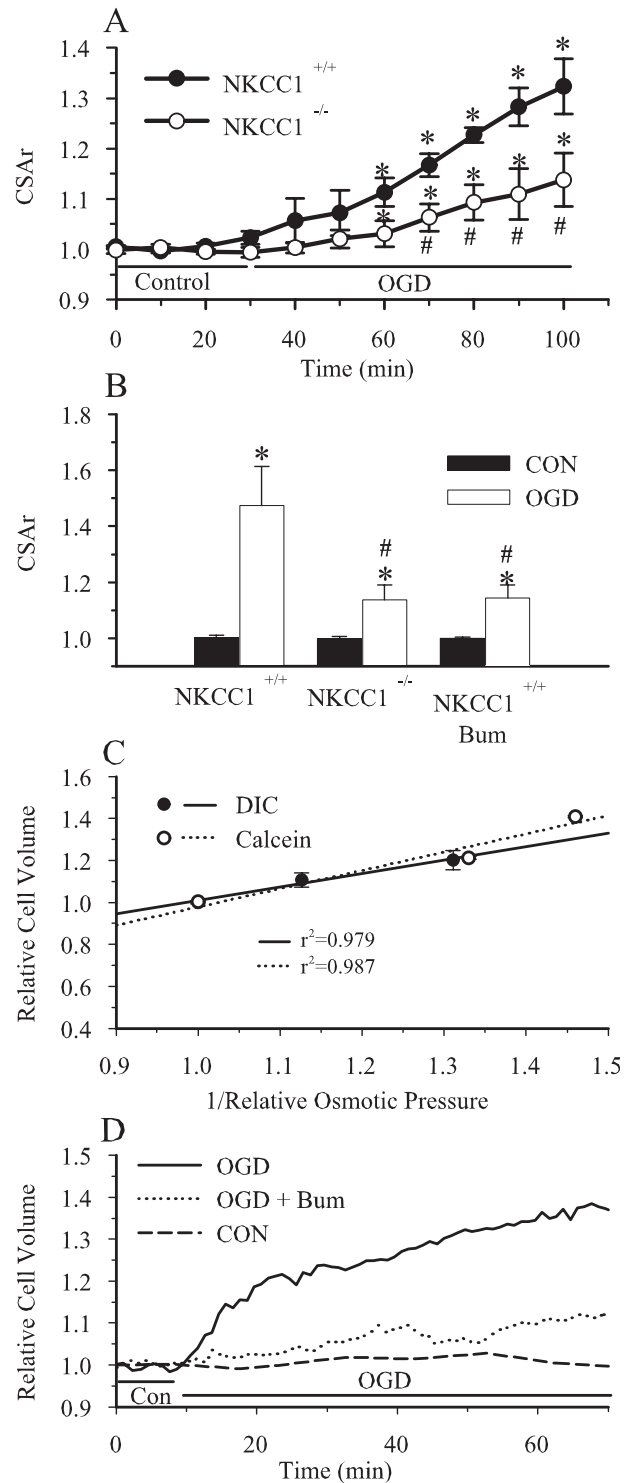 A
1.4
1.3
1.2
1.1
1.0
0.9
CSAr
NKCC1 +/+
NKCC1 -/-
* * * * *
* * * * *
# # # #
Control OGD
0 20 40 60 80 100
Time (min)
B
1.8
1.6
1.4
1.2
1.0
CSAr
CON
OGD
*
#
*
#
*
NKCC1 +/+ NKCC1 -/- NKCC1 +/+
Bum
C
1.6
1.4
1.2
1.0
0.8
0.6
0.4
Relative Cell Volume
DIC
Calcein
r²=0.979
r²=0.987
0.9 1.0 1.1 1.2 1.3 1.4 1.5
1/Relative Osmotic Pressure
D
1.5
1.4
1.3
1.2
1.1
1.0
0.9
Relative Cell Volume
OGD
OGD + Bum
CON
Con OGD
0 20 40 60
Time (min)